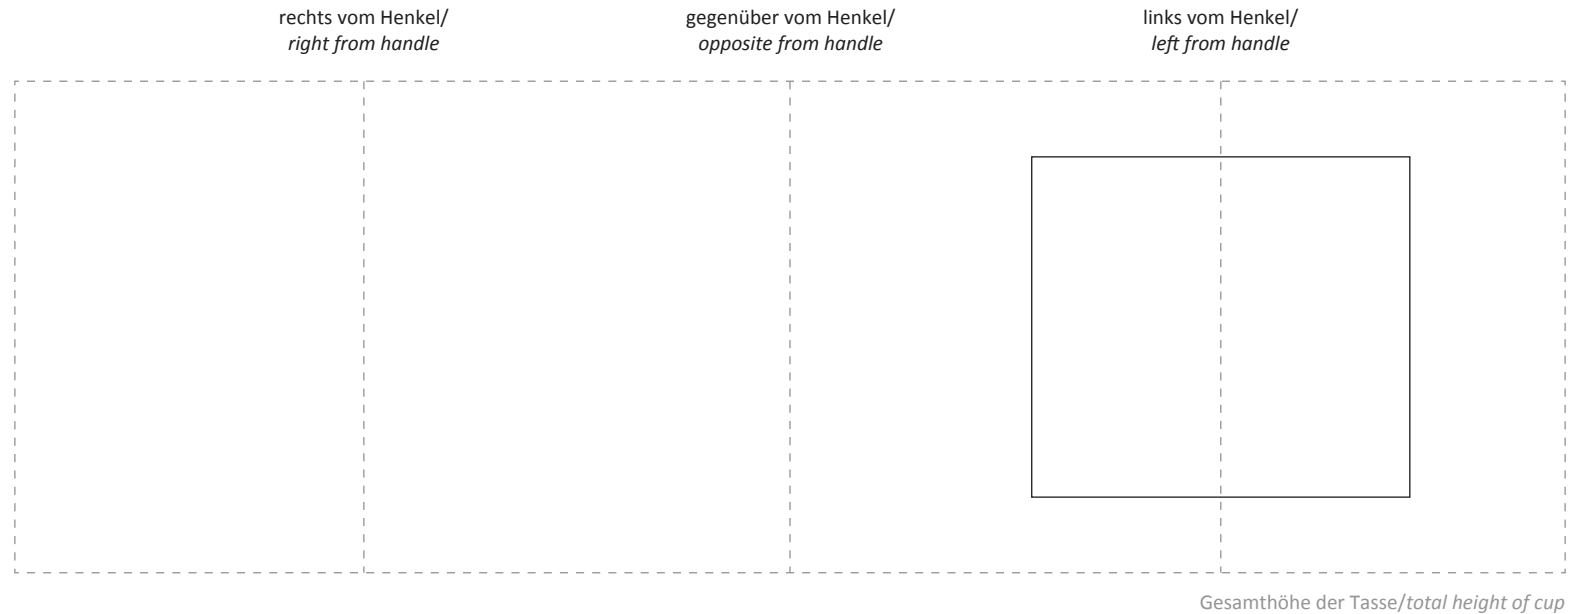 rechts vom Henkel/
right from handle
gegenüber vom Henkel/
opposite from handle
links vom Henkel/
left from handle
Gesamthöhe der Tasse/total height of cup